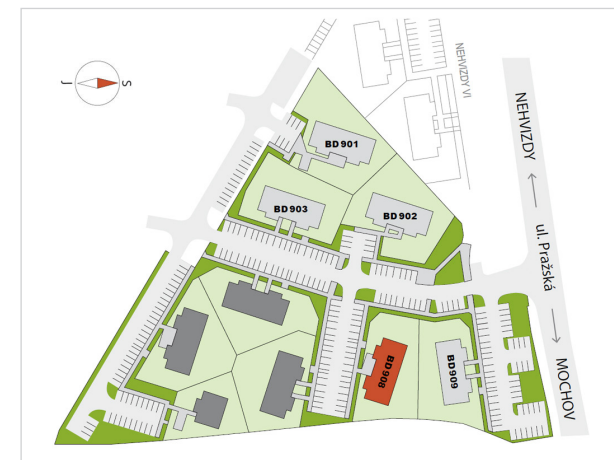 J S
NEHVIZDY VI
NEHVIZDY
ul. Pražská
MOCHOV
BD 901
BD 903
BD 902
BD 908
BD 909